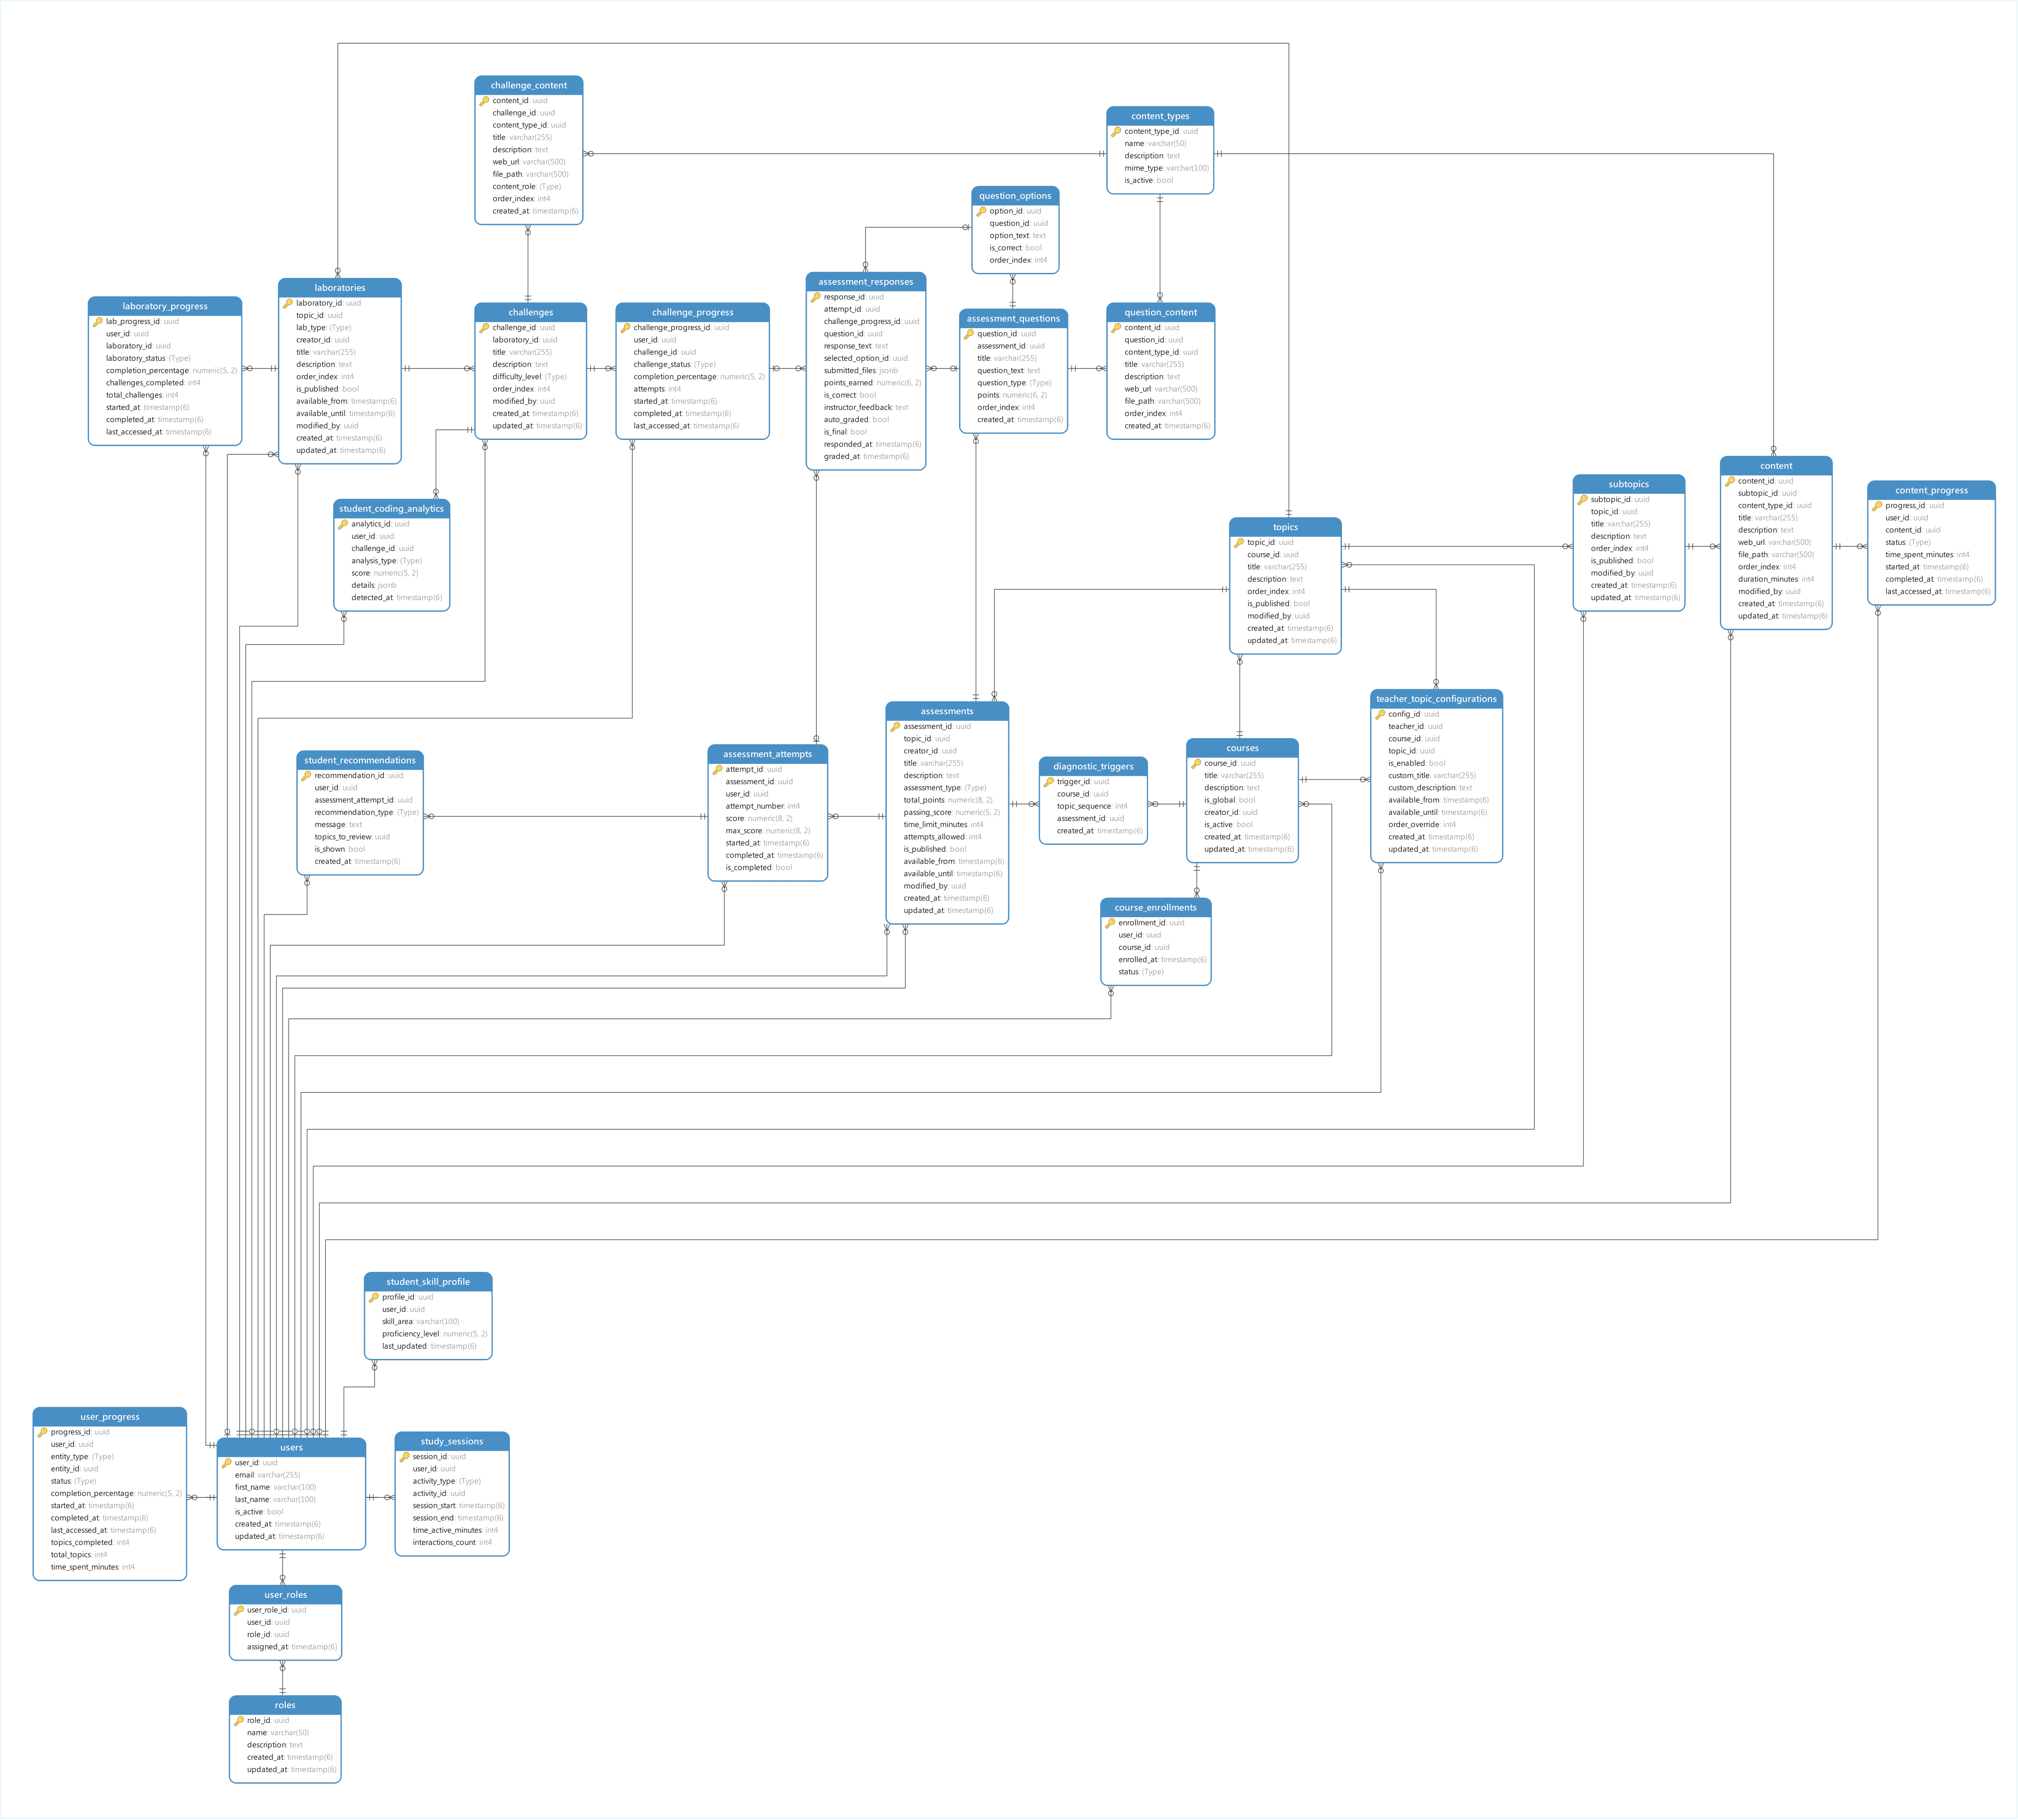 challenge_content
content_id: uuid
challenge_id: uuid
content_type_id: uuid
title: varchar(255)
description: text
web_url: varchar(500)
file_path: varchar(500)
content_role: (Type)
order_index: int4
created_at: timestamp(6)
content_types
content_type_id: uuid
name: varchar(50)
description: text
mime_type: varchar(100)
is_active: bool
question_options
option_id: uuid
question_id: uuid
option_text: text
is_correct: bool
order_index: int4
laboratory_progress
lab_progress_id: uuid
user_id: uuid
laboratory_id: uuid
laboratory_status: (Type)
completion_percentage: numeric(5, 2)
challenges_completed: int4
total_challenges: int4
started_at: timestamp(6)
completed_at: timestamp(6)
last_accessed_at: timestamp(6)
laboratories
laboratory_id: uuid
topic_id: uuid
lab_type: (Type)
creator_id: uuid
title: varchar(255)
description: text
order_index: int4
is_published: bool
available_from: timestamp(6)
available_until: timestamp(6)
modified_by: uuid
created_at: timestamp(6)
updated_at: timestamp(6)
challenges
challenge_id: uuid
laboratory_id: uuid
title: varchar(255)
description: text
difficulty_level: (Type)
order_index: int4
modified_by: uuid
created_at: timestamp(6)
updated_at: timestamp(6)
challenge_progress
challenge_progress_id: uuid
user_id: uuid
challenge_id: uuid
challenge_status: (Type)
completion_percentage: numeric(5, 2)
attempts: int4
started_at: timestamp(6)
completed_at: timestamp(6)
last_accessed_at: timestamp(6)
assessment_responses
response_id: uuid
attempt_id: uuid
challenge_progress_id: uuid
question_id: uuid
response_text: text
selected_option_id: uuid
submitted_files: jsonb
points_earned: numeric(6, 2)
is_correct: bool
instructor_feedback: text
auto_graded: bool
is_final: bool
responded_at: timestamp(6)
graded_at: timestamp(6)
assessment_questions
question_id: uuid
assessment_id: uuid
title: varchar(255)
question_text: text
question_type: (Type)
points: numeric(6, 2)
order_index: int4
created_at: timestamp(6)
question_content
content_id: uuid
question_id: uuid
content_type_id: uuid
title: varchar(255)
description: text
web_url: varchar(500)
file_path: varchar(500)
order_index: int4
created_at: timestamp(6)
student_coding_analytics
analytics_id: uuid
user_id: uuid
challenge_id: uuid
analysis_type: (Type)
score: numeric(5, 2)
details: jsonb
detected_at: timestamp(6)
topics
topic_id: uuid
course_id: uuid
title: varchar(255)
description: text
order_index: int4
is_published: bool
modified_by: uuid
created_at: timestamp(6)
updated_at: timestamp(6)
subtopics
subtopic_id: uuid
topic_id: uuid
title: varchar(255)
description: text
order_index: int4
is_published: bool
modified_by: uuid
created_at: timestamp(6)
updated_at: timestamp(6)
content
content_id: uuid
subtopic_id: uuid
content_type_id: uuid
title: varchar(255)
description: text
web_url: varchar(500)
file_path: varchar(500)
order_index: int4
duration_minutes: int4
modified_by: uuid
created_at: timestamp(6)
updated_at: timestamp(6)
content_progress
progress_id: uuid
user_id: uuid
content_id: uuid
status: (Type)
time_spent_minutes: int4
started_at: timestamp(6)
completed_at: timestamp(6)
last_accessed_at: timestamp(6)
student_recommendations
recommendation_id: uuid
user_id: uuid
assessment_attempt_id: uuid
recommendation_type: (Type)
message: text
topics_to_review: uuid
is_shown: bool
created_at: timestamp(6)
assessment_attempts
attempt_id: uuid
assessment_id: uuid
user_id: uuid
attempt_number: int4
score: numeric(8, 2)
max_score: numeric(8, 2)
started_at: timestamp(6)
completed_at: timestamp(6)
is_completed: bool
assessments
assessment_id: uuid
topic_id: uuid
creator_id: uuid
title: varchar(255)
description: text
assessment_type: (Type)
total_points: numeric(8, 2)
passing_score: numeric(5, 2)
time_limit_minutes: int4
attempts_allowed: int4
is_published: bool
available_from: timestamp(6)
available_until: timestamp(6)
modified_by: uuid
created_at: timestamp(6)
updated_at: timestamp(6)
diagnostic_triggers
trigger_id: uuid
course_id: uuid
topic_sequence: int4
assessment_id: uuid
created_at: timestamp(6)
courses
course_id: uuid
title: varchar(255)
description: text
is_global: bool
creator_id: uuid
is_active: bool
created_at: timestamp(6)
updated_at: timestamp(6)
teacher_topic_configurations
config_id: uuid
teacher_id: uuid
course_id: uuid
topic_id: uuid
is_enabled: bool
custom_title: varchar(255)
custom_description: text
available_from: timestamp(6)
available_until: timestamp(6)
order_override: int4
created_at: timestamp(6)
updated_at: timestamp(6)
course_enrollments
enrollment_id: uuid
user_id: uuid
course_id: uuid
enrolled_at: timestamp(6)
status: (Type)
student_skill_profile
profile_id: uuid
user_id: uuid
skill_area: varchar(100)
proficiency_level: numeric(5, 2)
last_updated: timestamp(6)
user_progress
progress_id: uuid
user_id: uuid
entity_type: (Type)
entity_id: uuid
status: (Type)
completion_percentage: numeric(5, 2)
started_at: timestamp(6)
completed_at: timestamp(6)
last_accessed_at: timestamp(6)
topics_completed: int4
total_topics: int4
time_spent_minutes: int4
users
user_id: uuid
email: varchar(255)
first_name: varchar(100)
last_name: varchar(100)
is_active: bool
created_at: timestamp(6)
updated_at: timestamp(6)
study_sessions
session_id: uuid
user_id: uuid
activity_type: (Type)
activity_id: uuid
session_start: timestamp(6)
session_end: timestamp(6)
time_active_minutes: int4
interactions_count: int4
user_roles
user_role_id: uuid
user_id: uuid
role_id: uuid
assigned_at: timestamp(6)
roles
role_id: uuid
name: varchar(50)
description: text
created_at: timestamp(6)
updated_at: timestamp(6)